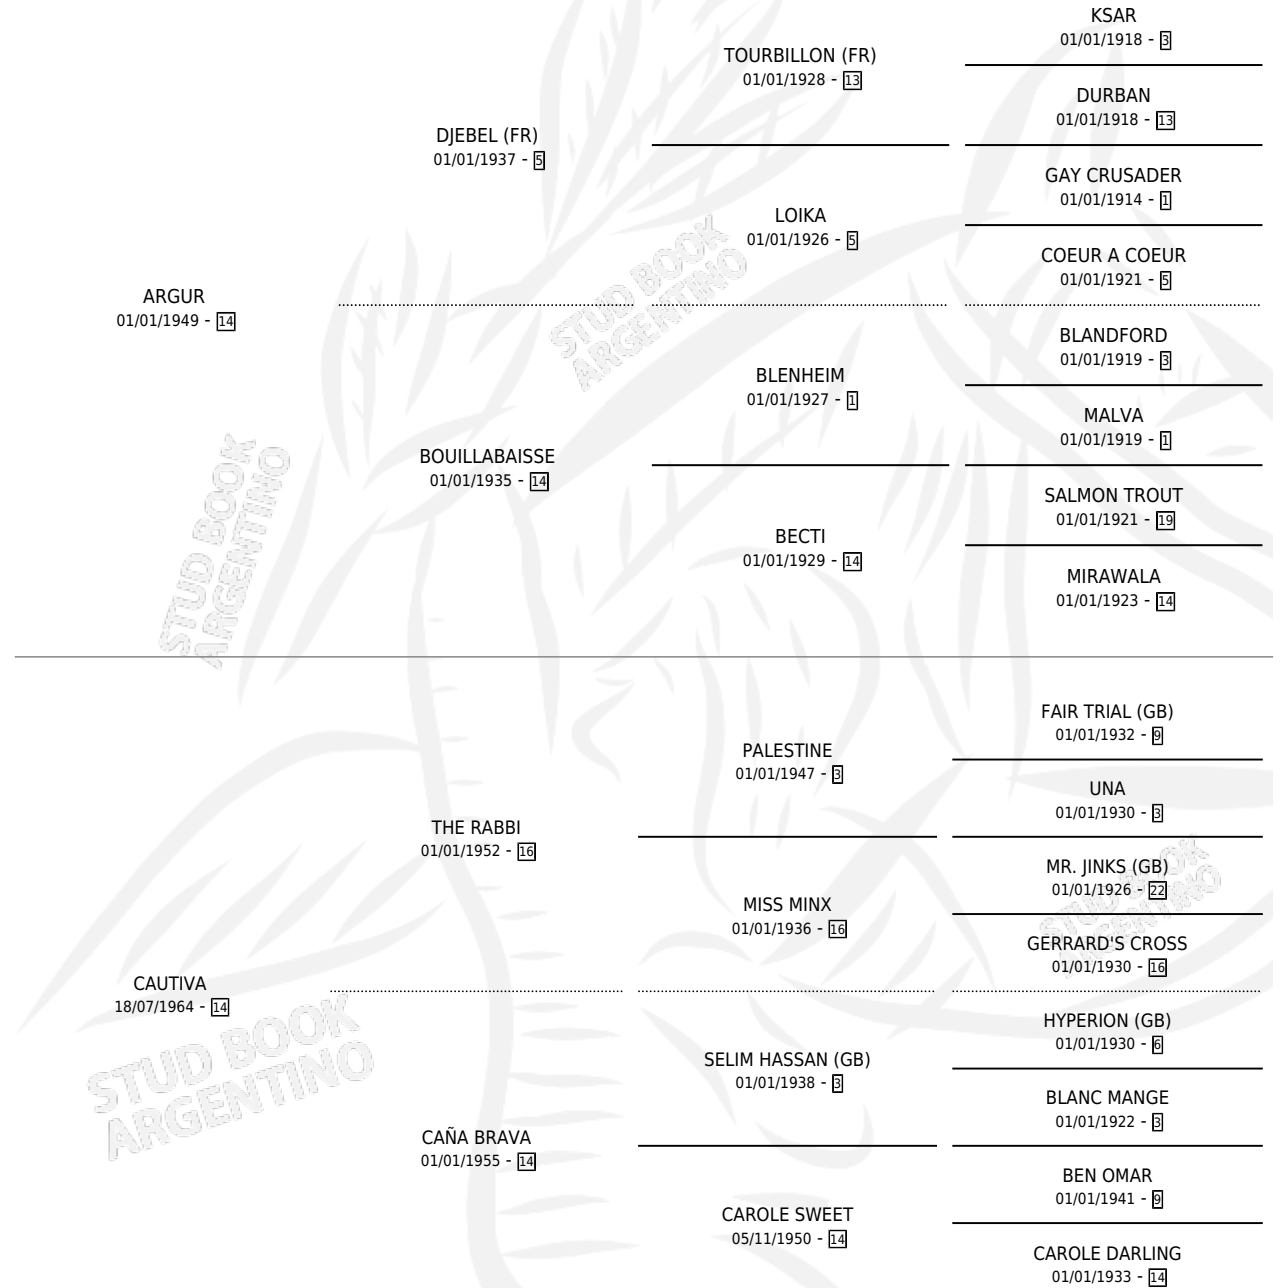 KSAR
01/01/1918 - 3
TOURBILLON (FR)
01/01/1928 - 13
DURBAN
01/01/1918 - 13
DJEBEL (FR)
01/01/1937 - 5
GAY CRUSADER
01/01/1914 - 1
LOIKA
01/01/1926 - 5
COEUR A COEUR
01/01/1921 - 5
ARGUR
01/01/1949 - 14
BLANDFORD
01/01/1919 - 3
BLENHEIM
01/01/1927 - 1
MALVA
01/01/1919 - 1
BOUILLABAISSE
01/01/1935 - 14
SALMON TROUT
01/01/1921 - 19
BECTI
01/01/1929 - 14
MIRAWALA
01/01/1923 - 14
STUD BOOK
ARGENTINO
STUD BOOK
ARGENTINO
FAIR TRIAL (GB)
01/01/1932 - 9
PALESTINE
01/01/1947 - 3
UNA
01/01/1930 - 3
THE RABBI
01/01/1952 - 16
MR. JINKS (GB)
01/01/1926 - 22
MISS MINX
01/01/1936 - 16
GERRARD'S CROSS
01/01/1930 - 16
STUD BOOK
ARGENTINO
CAUTIVA
18/07/1964 - 14
HYPERION (GB)
01/01/1930 - 6
SELIM HASSAN (GB)
01/01/1938 - 3
BLANC MANGE
01/01/1922 - 3
STUD BOOK
ARGENTINO
CAÑA BRAVA
01/01/1955 - 14
BEN OMAR
01/01/1941 - 9
CAROLE SWEET
05/11/1950 - 14
CAROLE DARLING
01/01/1933 - 14